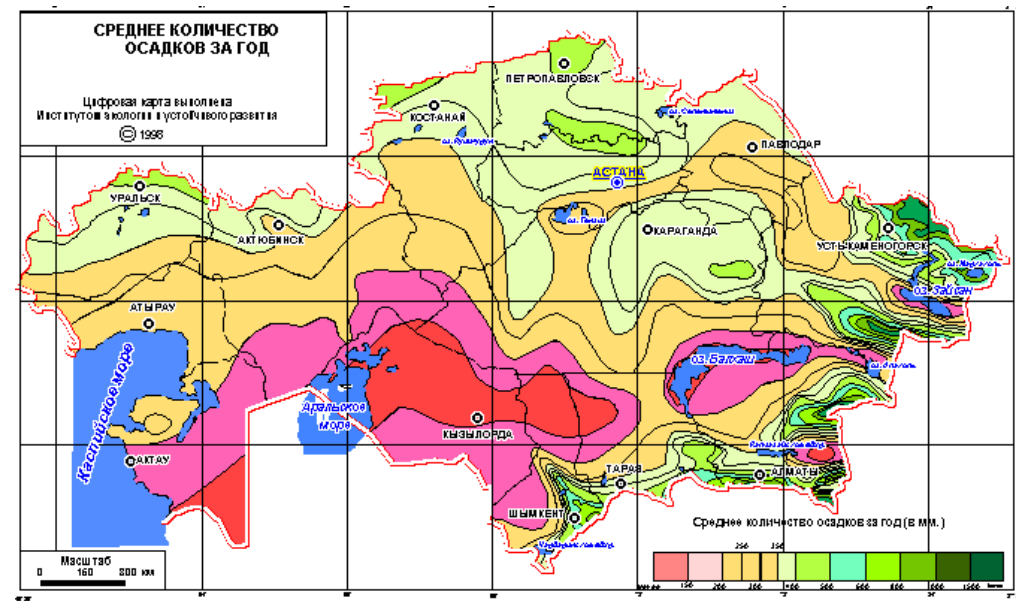 СРЕДНЕЕ КОЛИЧЕСТВО
ОСАДКОВ ЗА ГОД
Цифровая карта выполнена
Институтом экологии и устойчивого развития
© 1998
ПЕТРОПАВЛОВСК
КОСТАНАЙ
ПАВЛОДАР
АСТАНА
УРАЛЬСК
АКТЮБИНСК
КАРАГАНДА
УСТЬ-КАМЕНОГОРСК
оз. Зайсан
АТЫРАУ
оз. Балхаш
Каспийское море
Аральское
море
КЫЗЫЛОРДА
АКТАУ
ТАРАЗ
АЛМАТЫ
ШЫМКЕНТ
Среднее количество осадков за год (в мм.)
Масштаб
0 160 300 км